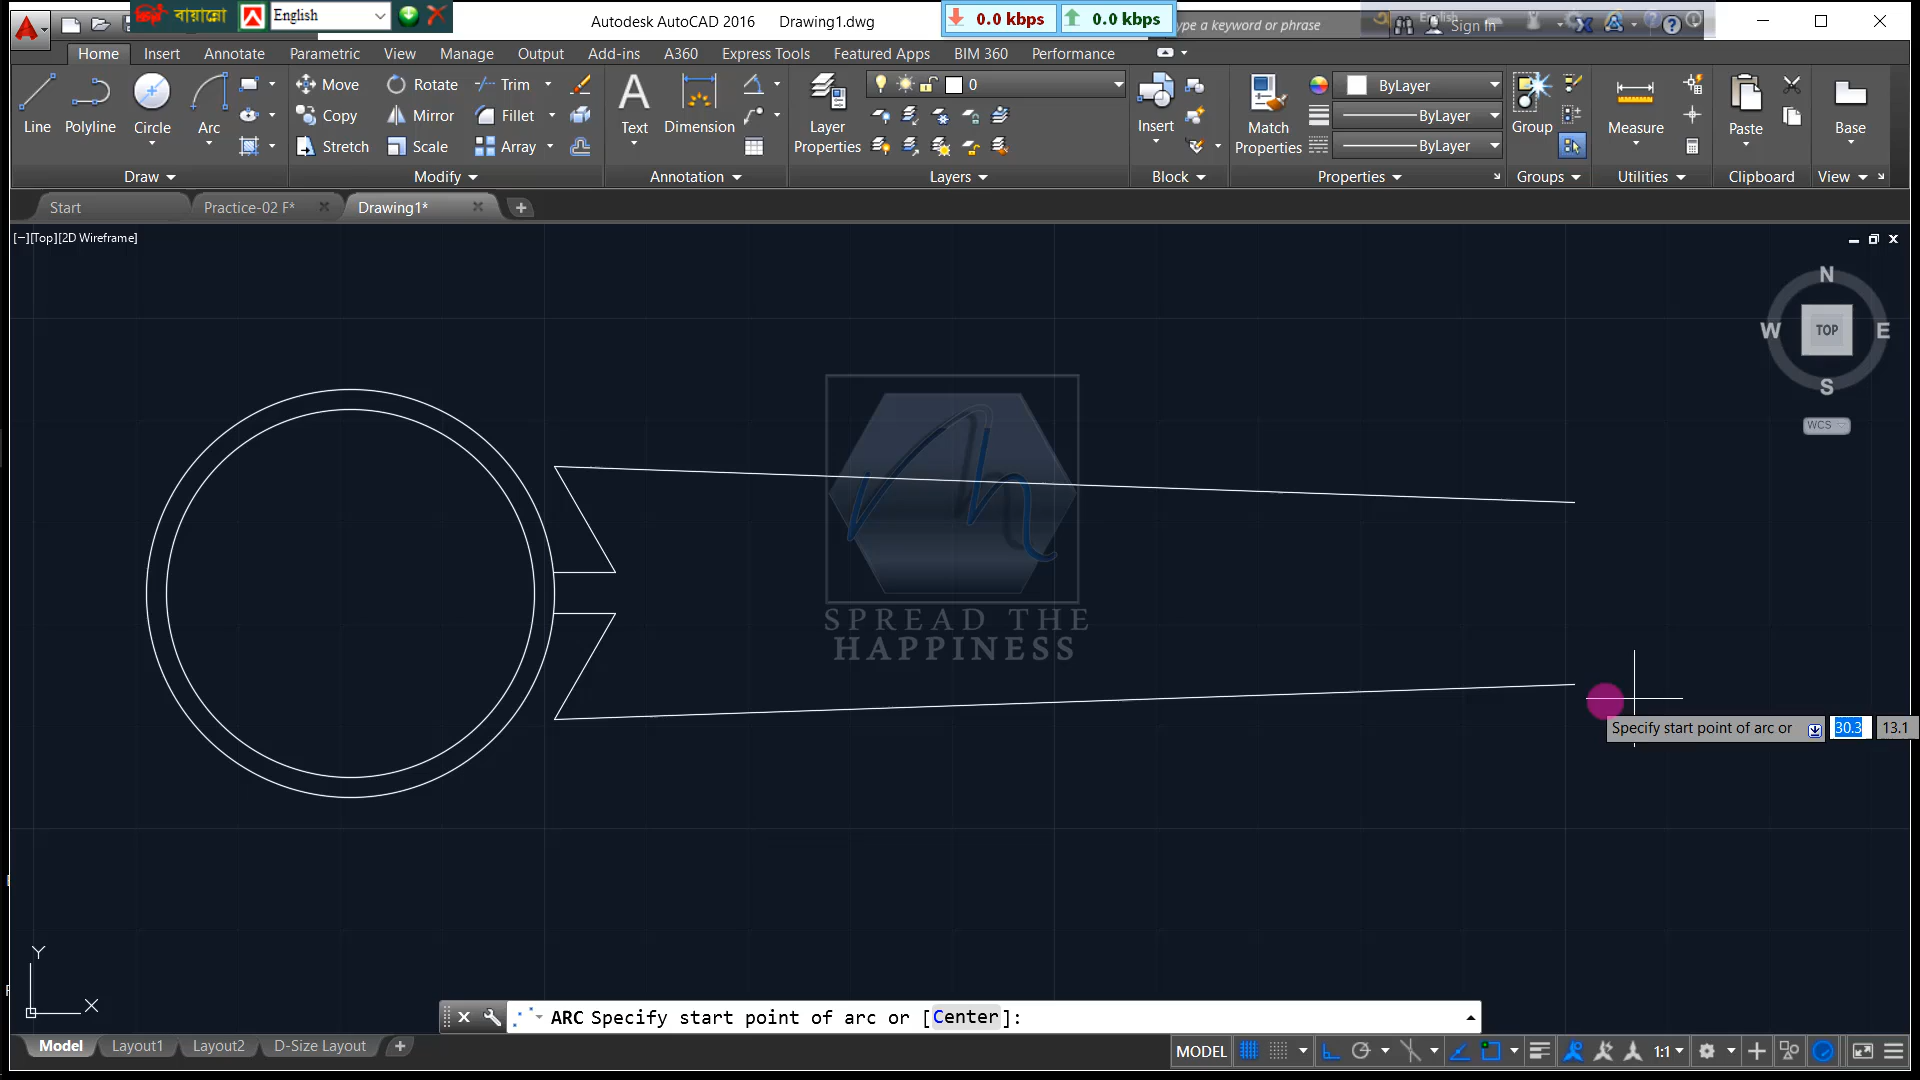 বায়ান্নো English
Autodesk AutoCAD 2016 Drawing1.dwg
0.0 kbps 0.0 kbps
ype a keyword or phrase
Sign In
Home Insert Annotate Parametric View Manage Output Add-ins A360 Express Tools Featured Apps BIM 360 Performance
Line Polyline Circle Arc
Move Rotate Trim
Copy Mirror Fillet
Stretch Scale Array
Text Dimension
Layer Properties
0
Insert
Match Properties
ByLayer
ByLayer
ByLayer
Group
Measure
Paste
Base
Draw Modify Annotation Layers Block Properties Groups Utilities Clipboard View
Start Practice-02 F* Drawing1*
[−][Top][2D Wireframe]
N
W TOP E
S
WCS
SPREAD THE
HAPPINESS
Specify start point of arc or 30.3 13.1
Y
X
ARC Specify start point of arc or [Center]:
Model Layout1 Layout2 D-Size Layout
MODEL 1:1